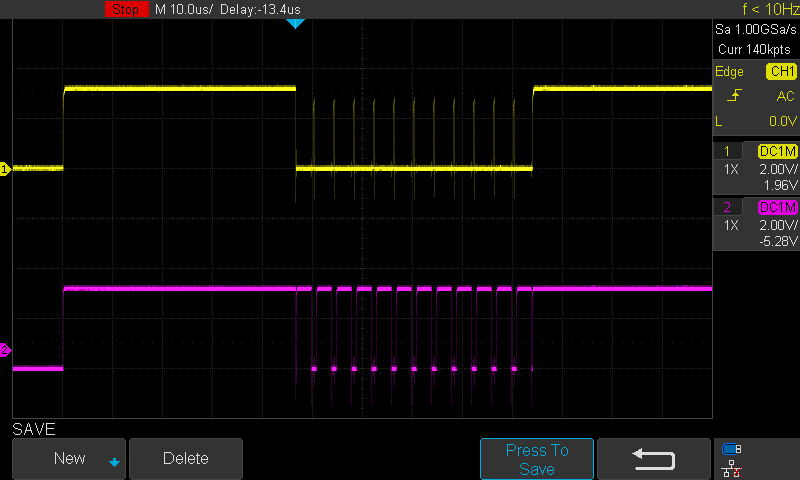 Stop M 10.0us/ Delay:-13.4us f < 10Hz
Sa 1.00GSa/s
Curr 140kpts
Edge CH1
AC
L 0.0V
1 DC1M
1X 2.00V/
1.96V
2 DC1M
1X 2.00V/
-5.28V
1
2
SAVE
New Delete Press To
Save